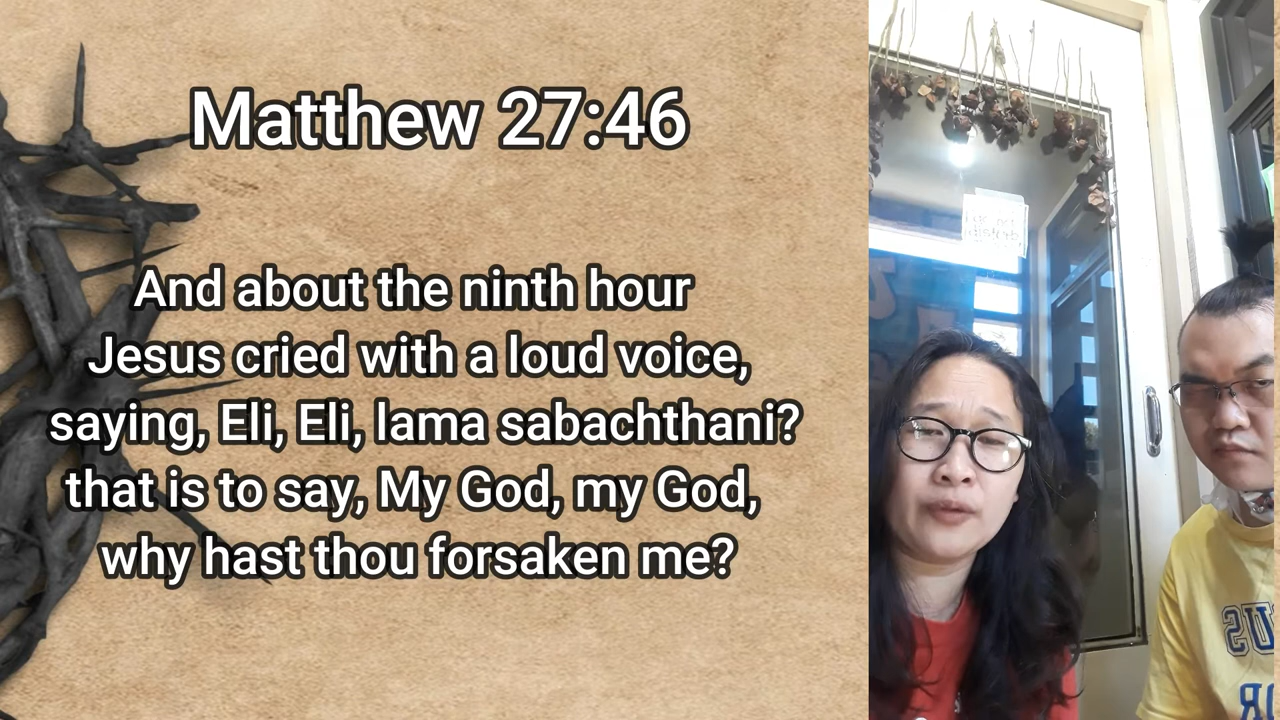 Matthew 27:46
And about the ninth hour
Jesus cried with a loud voice,
saying, Eli, Eli, lama sabachthani?
that is to say, My God, my God,
why hast thou forsaken me?